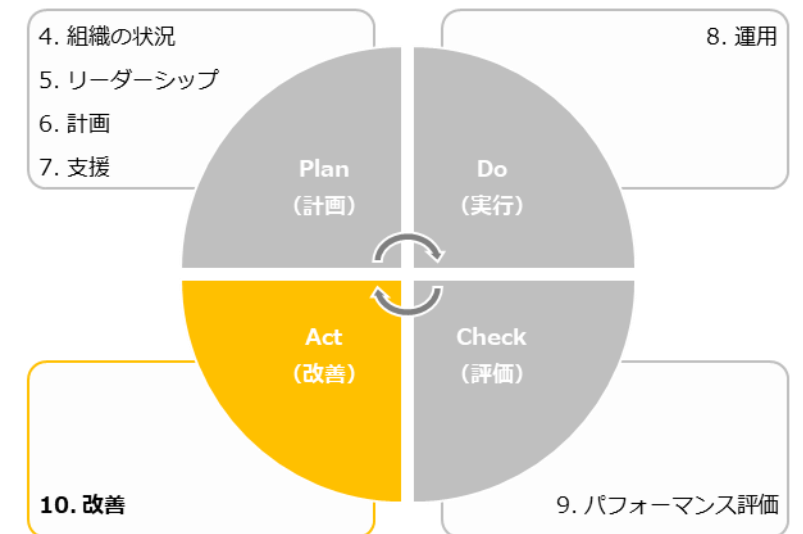 4. 組織の状況
5. リーダーシップ
6. 計画
7. 支援
8. 運用
Plan
（計画）
Do
（実行）
Act
（改善）
Check
（評価）
10. 改善
9. パフォーマンス評価